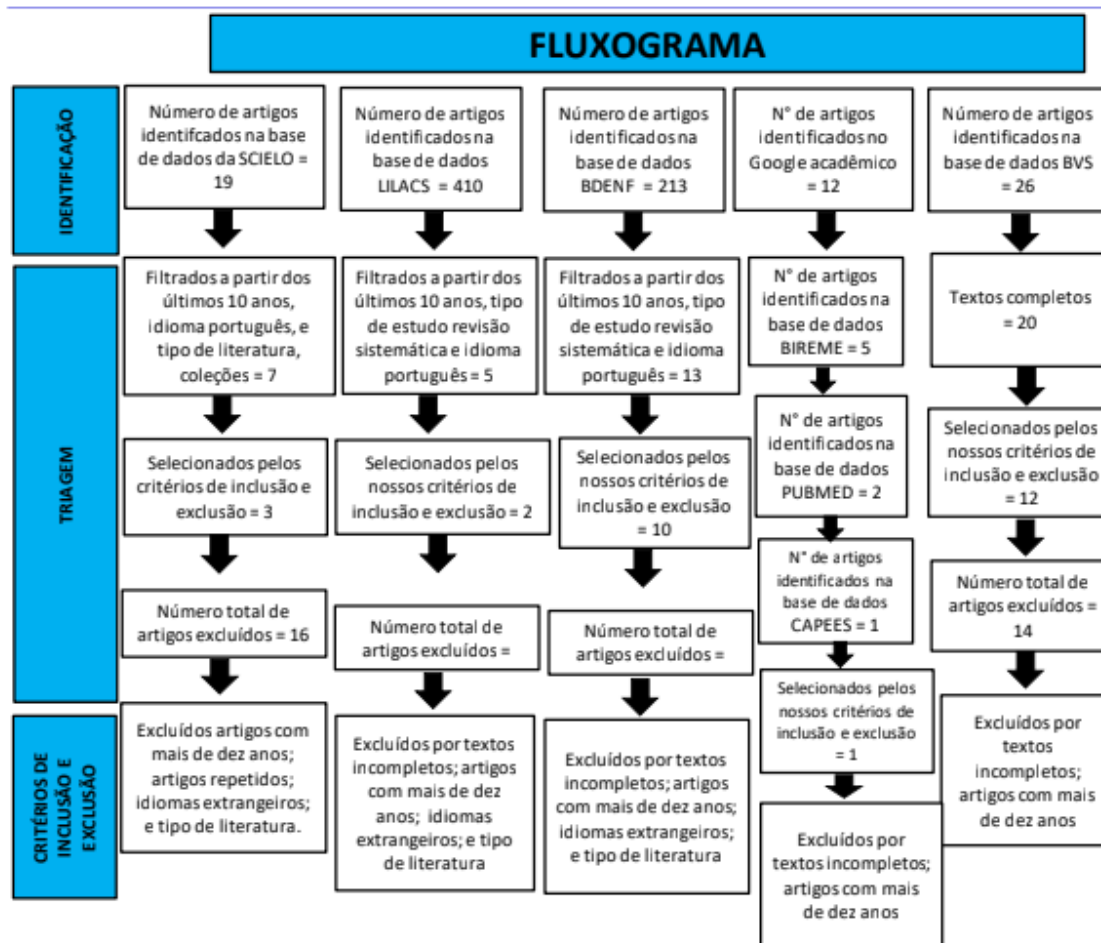 FLUXOGRAMA
IDENTIFICAÇÃO
Número de artigos
identifcados na base
de dados da SCIELO =
19
Número de artigos
identificados na
base de dados
LILACS = 410
Número de artigos
identificados na
base de dados
BDENF = 213
N° de artigos
identificados no
Google acadêmico
= 12
Número de artigos
identificados na
base de dados BVS
= 26
TRIAGEM
Filtrados a partir dos
últimos 10 anos,
idioma português, e
tipo de literatura,
coleções = 7
Filtrados a partir dos
últimos 10 anos, tipo
de estudo revisão
sistemática e idioma
português = 5
Filtrados a partir dos
últimos 10 anos, tipo
de estudo revisão
sistemática e idioma
português = 13
N° de artigos
identificados na
base de dados
BIREME = 5
Textos completos
= 20
Selecionados pelos
critérios de inclusão e
exclusão = 3
Selecionados pelos
nossos critérios de
inclusão e exclusão = 2
Selecionados pelos
nossos critérios de
inclusão e exclusão
= 10
N° de artigos
identificados na
base de dados
PUBMED = 2
Selecionados pelos
nossos critérios de
inclusão e exclusão
= 12
Número total de
artigos excluídos = 16
Número total de
artigos excluídos =
Número total de
artigos excluídos =
N° de artigos
identificados na
base de dados
CAPEES = 1
Número total de
artigos excluídos =
14
Selecionados pelos
nossos critérios de
inclusão e exclusão
= 1
CRITÉRIOS DE
INCLUSÃO E
EXCLUSÃO
Excluídos artigos com
mais de dez anos;
artigos repetidos;
idiomas extrangeiros;
e tipo de literatura.
Excluídos por textos
incompletos; artigos
com mais de dez
anos; idiomas
extrangeiros; e tipo
de literatura
Excluídos por textos
incompletos; artigos
com mais de dez anos;
idiomas extrangeiros;
e tipo de literatura
Excluídos por
textos incompletos;
artigos com mais
de dez anos
Excluídos por
textos
incompletos;
artigos com mais
de dez anos